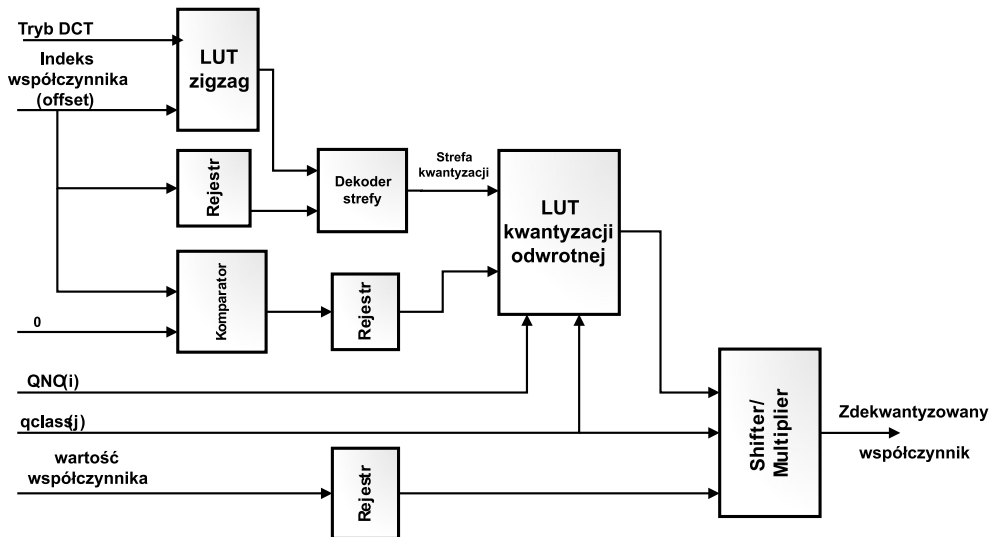 Tryb DCT
Indeks
współczynnika
(offset)
LUT
zigzag
Rejestr
Dekoder
strefy
Strefa
kwantyzacji
LUT
kwantyzacji
odwrotnej
Komparator
Rejestr
0
QNO(i)
qclass(j)
wartość
współczynnika
Rejestr
Shifter/
Multiplier
Zdekwantyzowany
współczynnik